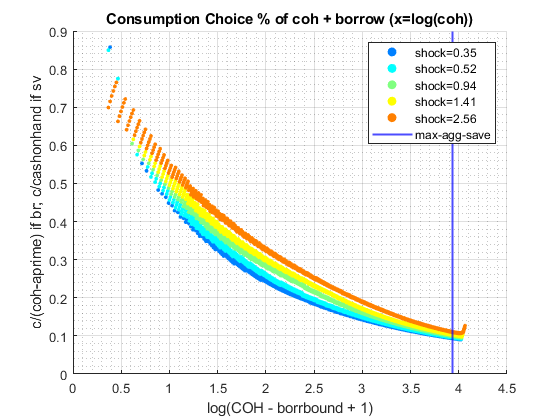 Consumption Choice % of coh + borrow (x=log(coh))
c/(coh-aprime) if br, c/cashonhand if sv
0.9
0.8
0.7
0.6
0.5
0.4
0.3
0.2
0.1
0
0
0.5
1
1.5
2
2.5
3
3.5
4
4.5
log(COH - borrbound + 1)
shock=0.35
shock=0.52
shock=0.94
shock=1.41
shock=2.56
max-agg-save